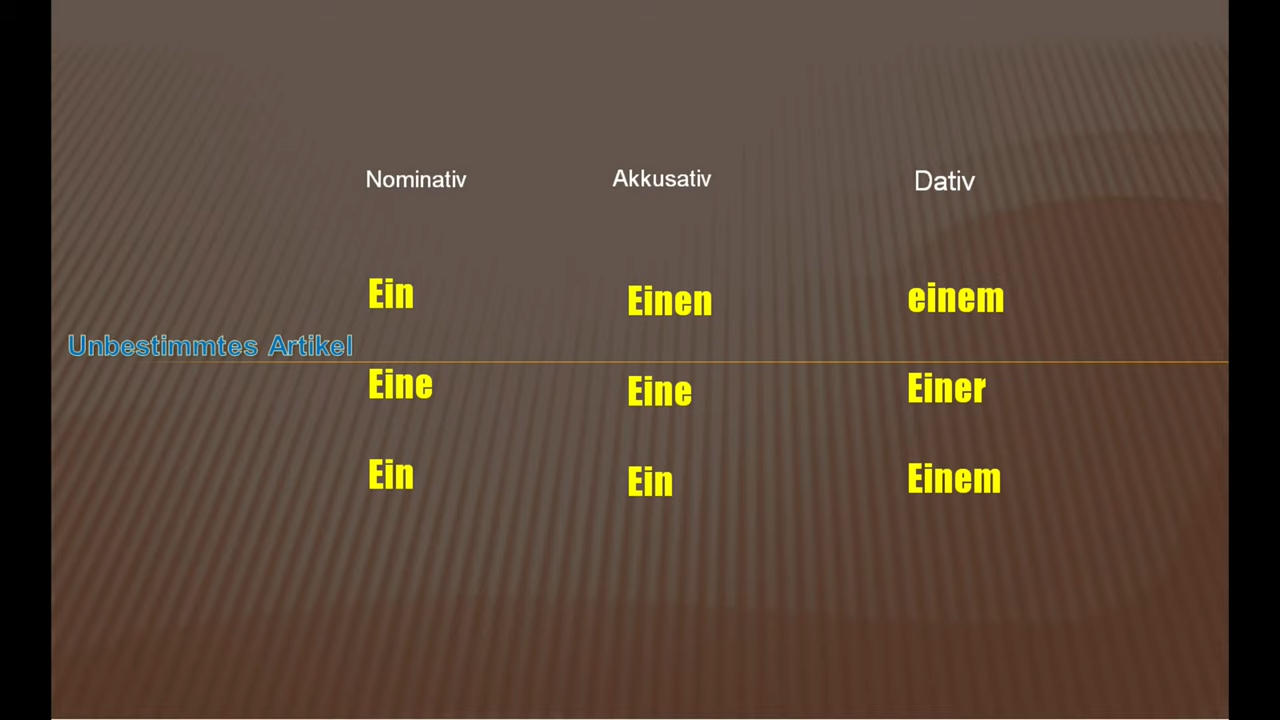 Nominativ Akkusativ Dativ
Ein Einen einem
Unbestimmtes Artikel
Eine Eine Einer
Ein Ein Einem